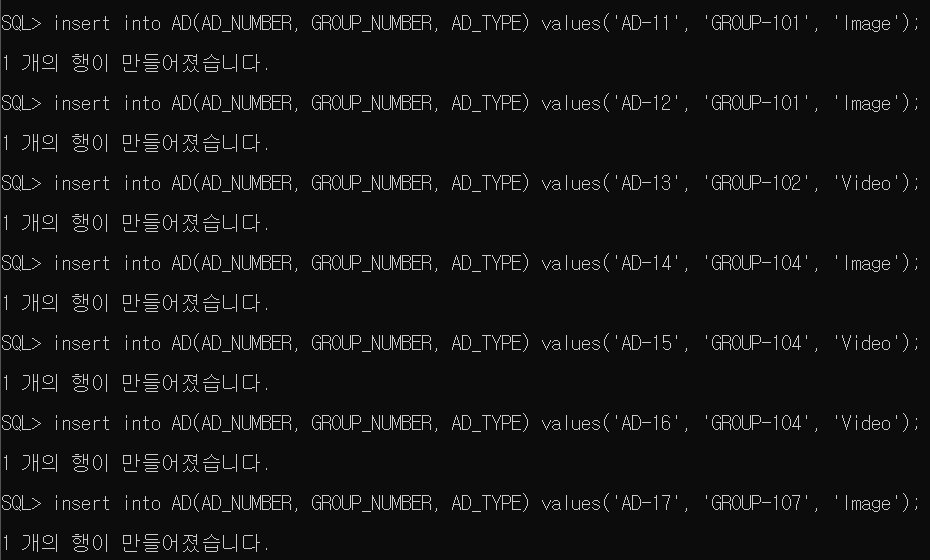 SQL> insert into AD(AD_NUMBER, GROUP_NUMBER, AD_TYPE) values('AD-11', 'GROUP-101', 'Image');
1 개의 행이 만들어졌습니다.
SQL> insert into AD(AD_NUMBER, GROUP_NUMBER, AD_TYPE) values('AD-12', 'GROUP-101', 'Image');
1 개의 행이 만들어졌습니다.
SQL> insert into AD(AD_NUMBER, GROUP_NUMBER, AD_TYPE) values('AD-13', 'GROUP-102', 'Video');
1 개의 행이 만들어졌습니다.
SQL> insert into AD(AD_NUMBER, GROUP_NUMBER, AD_TYPE) values('AD-14', 'GROUP-104', 'Image');
1 개의 행이 만들어졌습니다.
SQL> insert into AD(AD_NUMBER, GROUP_NUMBER, AD_TYPE) values('AD-15', 'GROUP-104', 'Video');
1 개의 행이 만들어졌습니다.
SQL> insert into AD(AD_NUMBER, GROUP_NUMBER, AD_TYPE) values('AD-16', 'GROUP-104', 'Video');
1 개의 행이 만들어졌습니다.
SQL> insert into AD(AD_NUMBER, GROUP_NUMBER, AD_TYPE) values('AD-17', 'GROUP-107', 'Image');
1 개의 행이 만들어졌습니다.